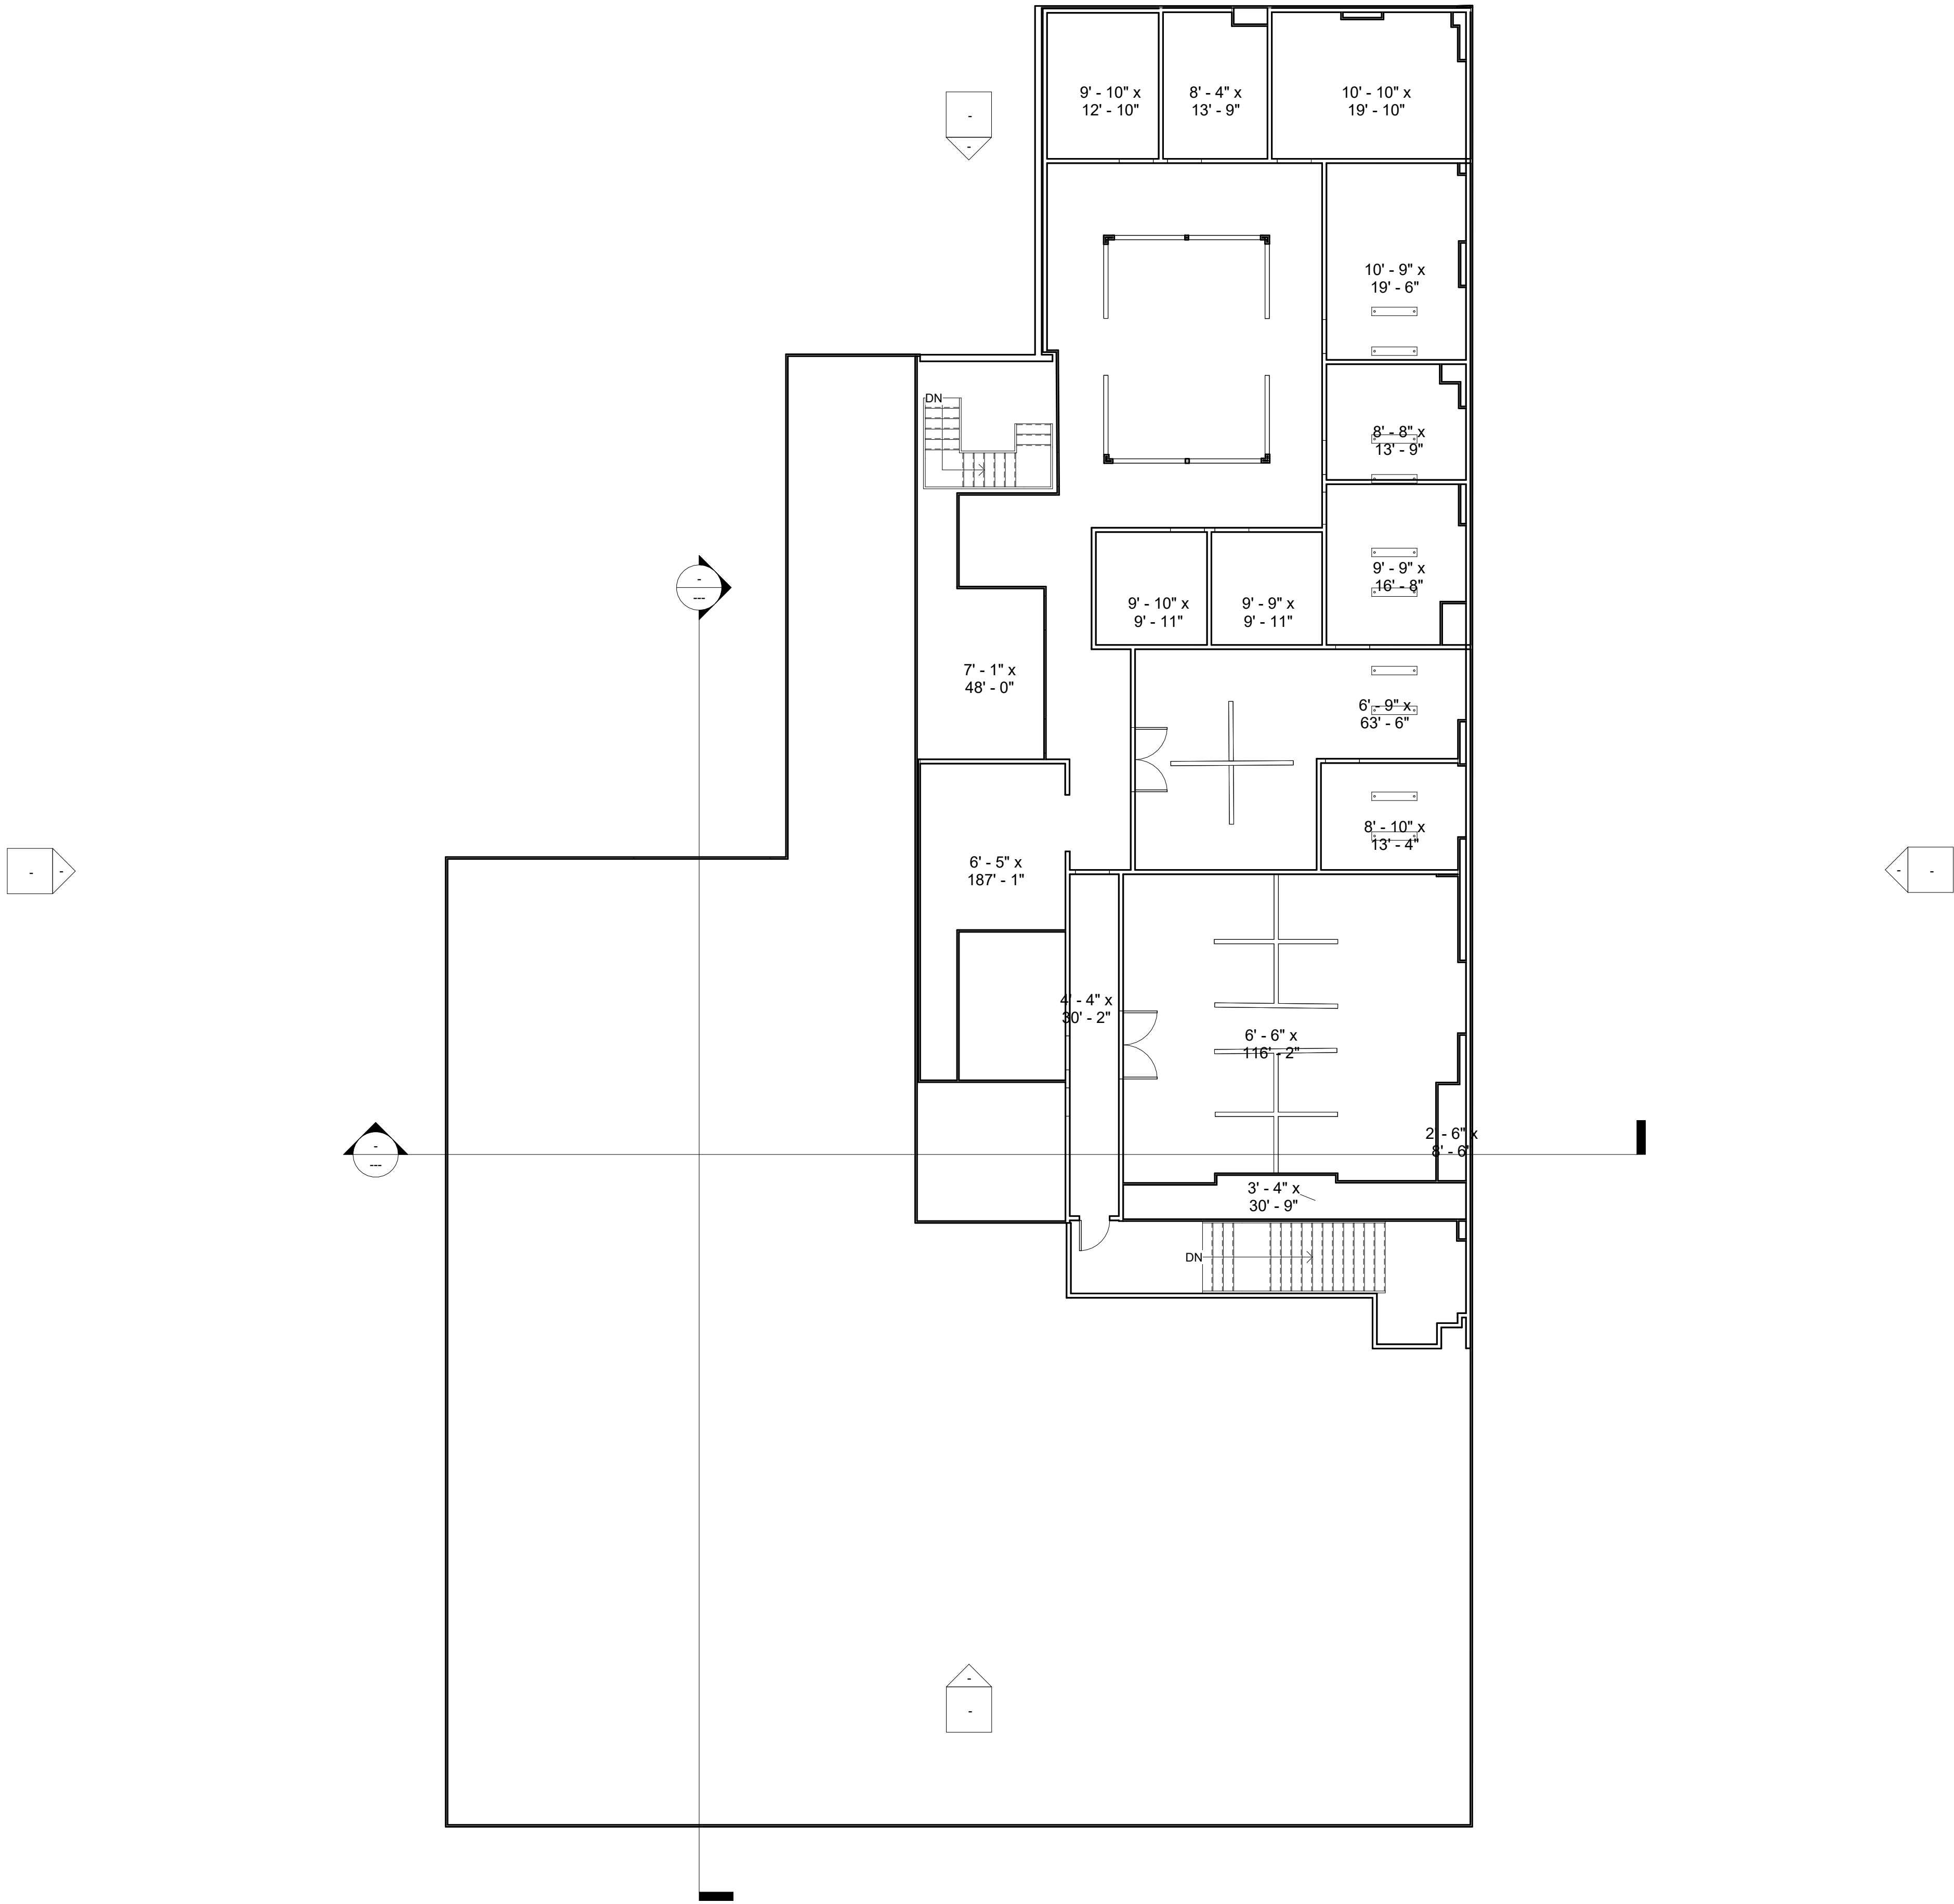 9' - 10" x
12' - 10"
8' - 4" x
13' - 9"
10' - 10" x
19' - 10"
-
-
10' - 9" x
19' - 6"
DN
8' - 8" x
13' - 9"
9' - 9" x
16' - 8"
-
---
9' - 10" x
9' - 11"
9' - 9" x
9' - 11"
7' - 1" x
48' - 0"
6' - 9" x
63' - 6"
8' - 10" x
13' - 4"
6' - 5" x
187' - 1"
-
-
-
-
4' - 4" x
30' - 2"
6' - 6" x
116' - 2"
2' - 6" x
8' - 6"
-
---
3' - 4" x
30' - 9"
DN
-
-